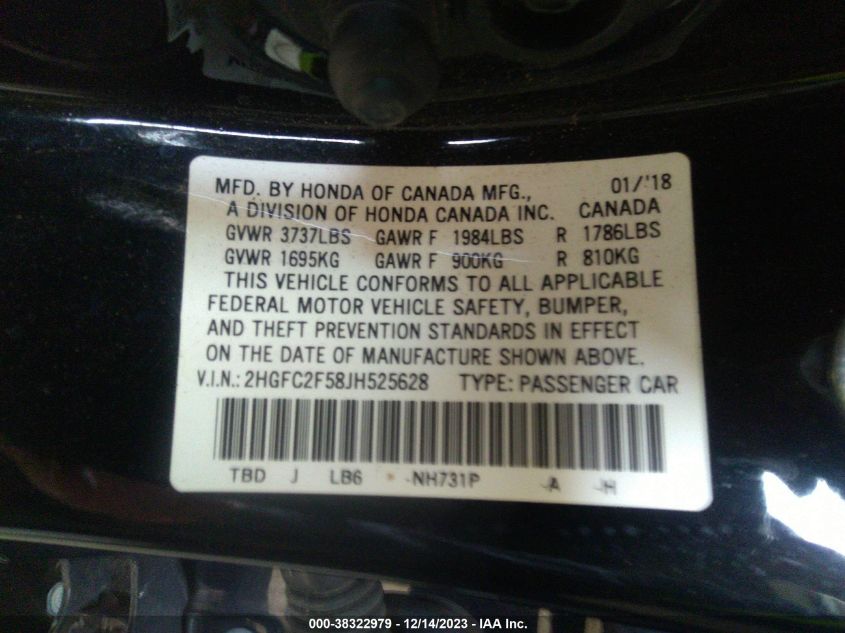 MFD. BY HONDA OF CANADA MFG., 01/'18
A DIVISION OF HONDA CANADA INC. CANADA
GVWR 3737LBS GAWR F 1984LBS R 1786LBS
GVWR 1695KG GAWR F 900KG R 810KG
THIS VEHICLE CONFORMS TO ALL APPLICABLE
FEDERAL MOTOR VEHICLE SAFETY, BUMPER,
AND THEFT PREVENTION STANDARDS IN EFFECT
ON THE DATE OF MANUFACTURE SHOWN ABOVE.
V.I.N.: 2HGFC2F58JH525628 TYPE: PASSENGER CAR
TBD J LB6 -NH731P -A -H
000-38322979 - 12/14/2023 - IAA Inc.